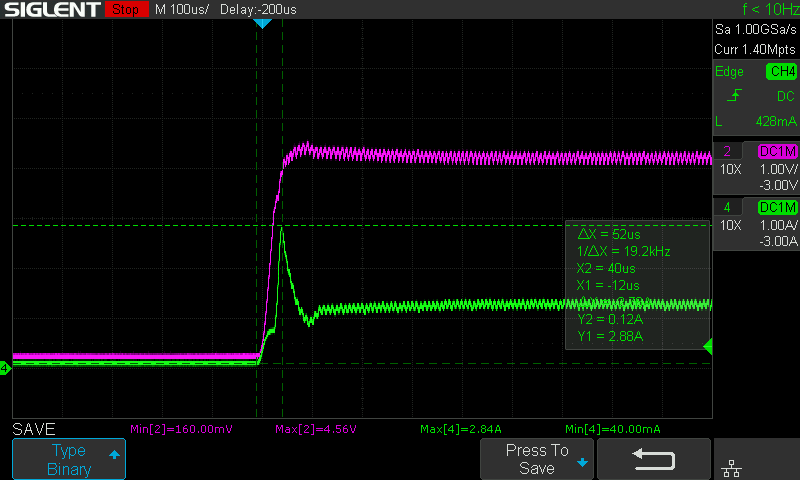 SIGLENT Stop M 100us/ Delay:-200us f < 10Hz
Sa 1.00GSa/s
Curr 1.40Mpts
Edge CH4
DC
L 428mA
2 DC1M
10X 1.00V/
-3.00V
4 DC1M
10X 1.00A/
-3.00A
△X = 52us
1/△X = 19.2kHz
X2 = 40us
X1 = -12us
Y2 = 0.12A
Y1 = 2.88A
4
SAVE Min[2]=160.00mV Max[2]=4.56V Max[4]=2.84A Min[4]=40.00mA
Type
Binary
Press To
Save